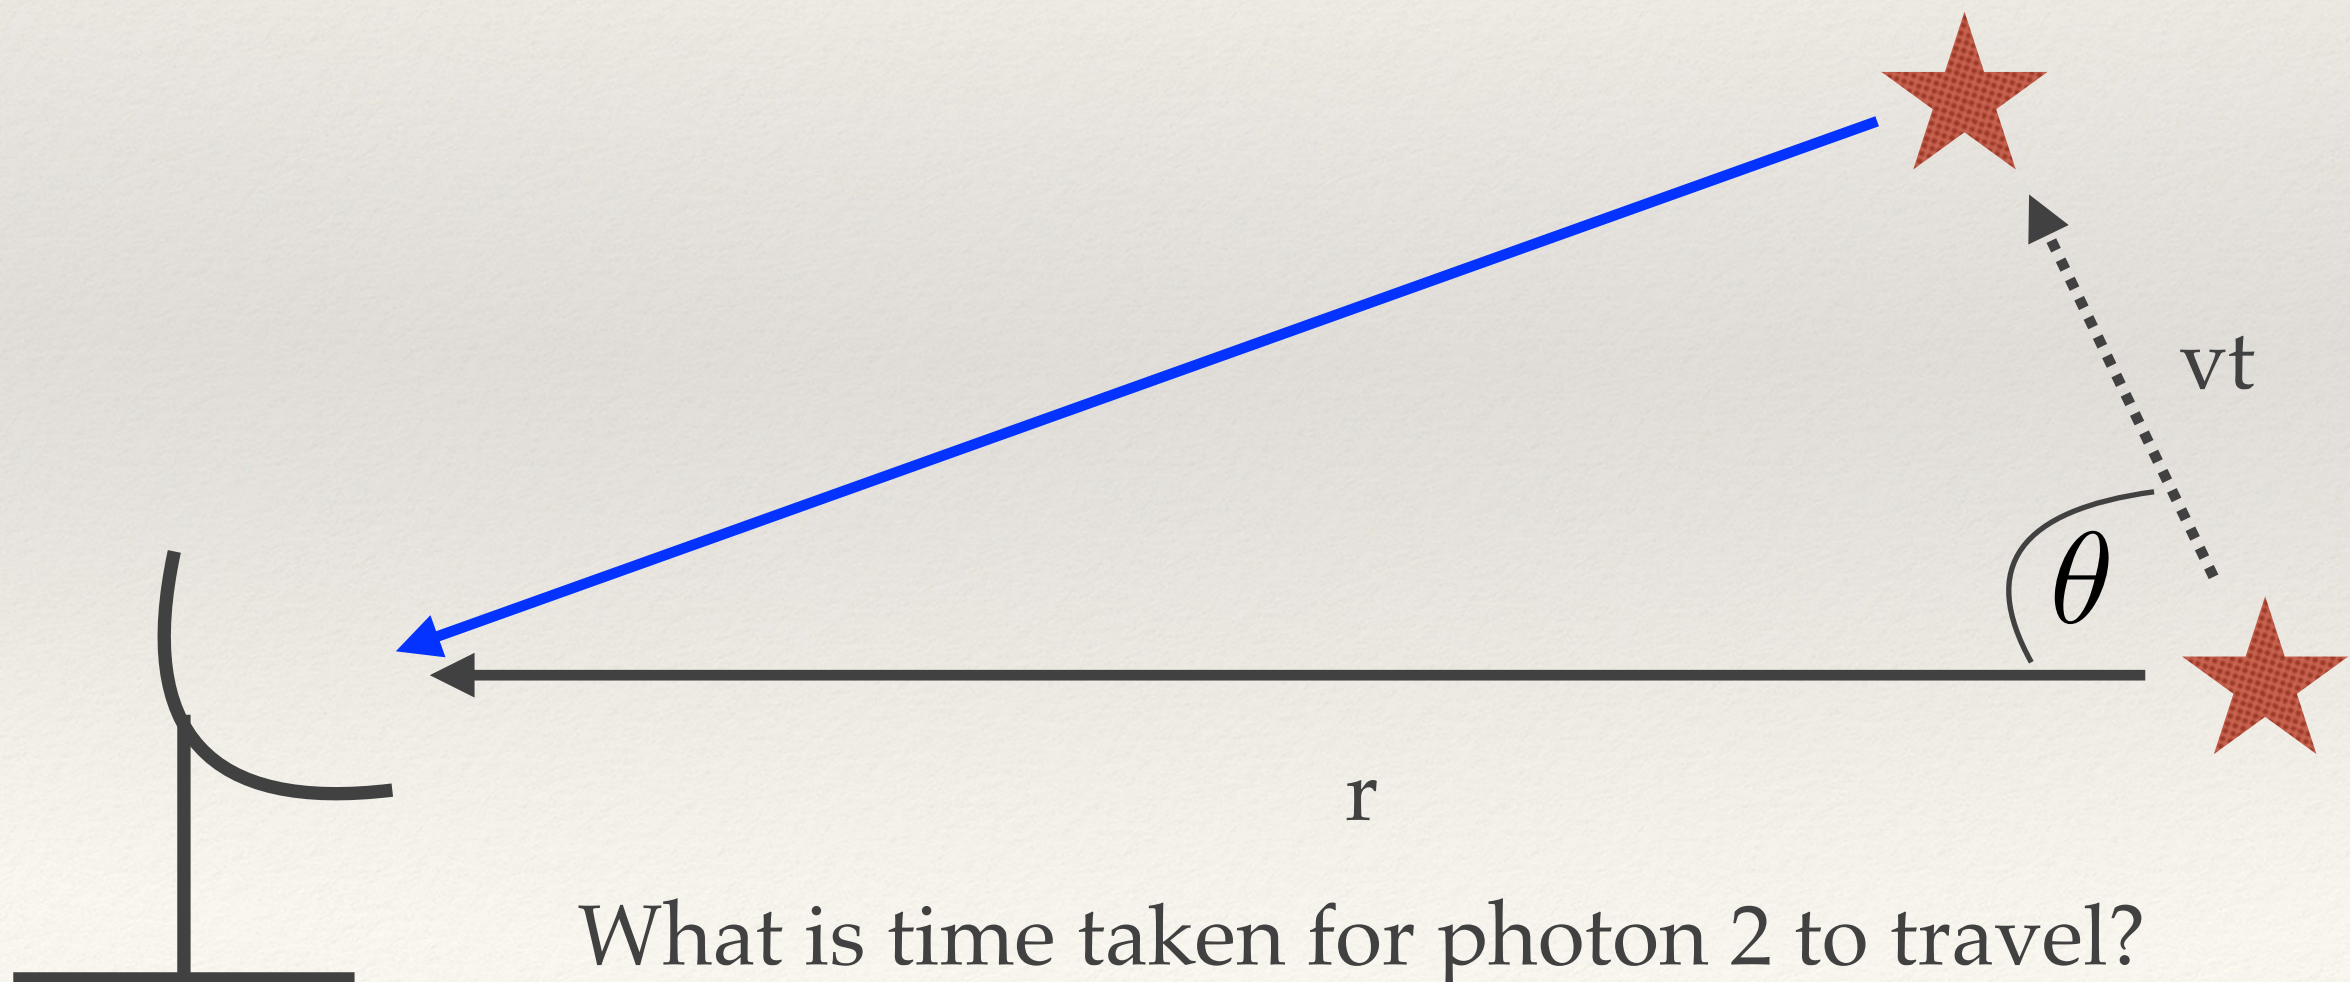 vt
θ
r
What is time taken for photon 2 to travel?